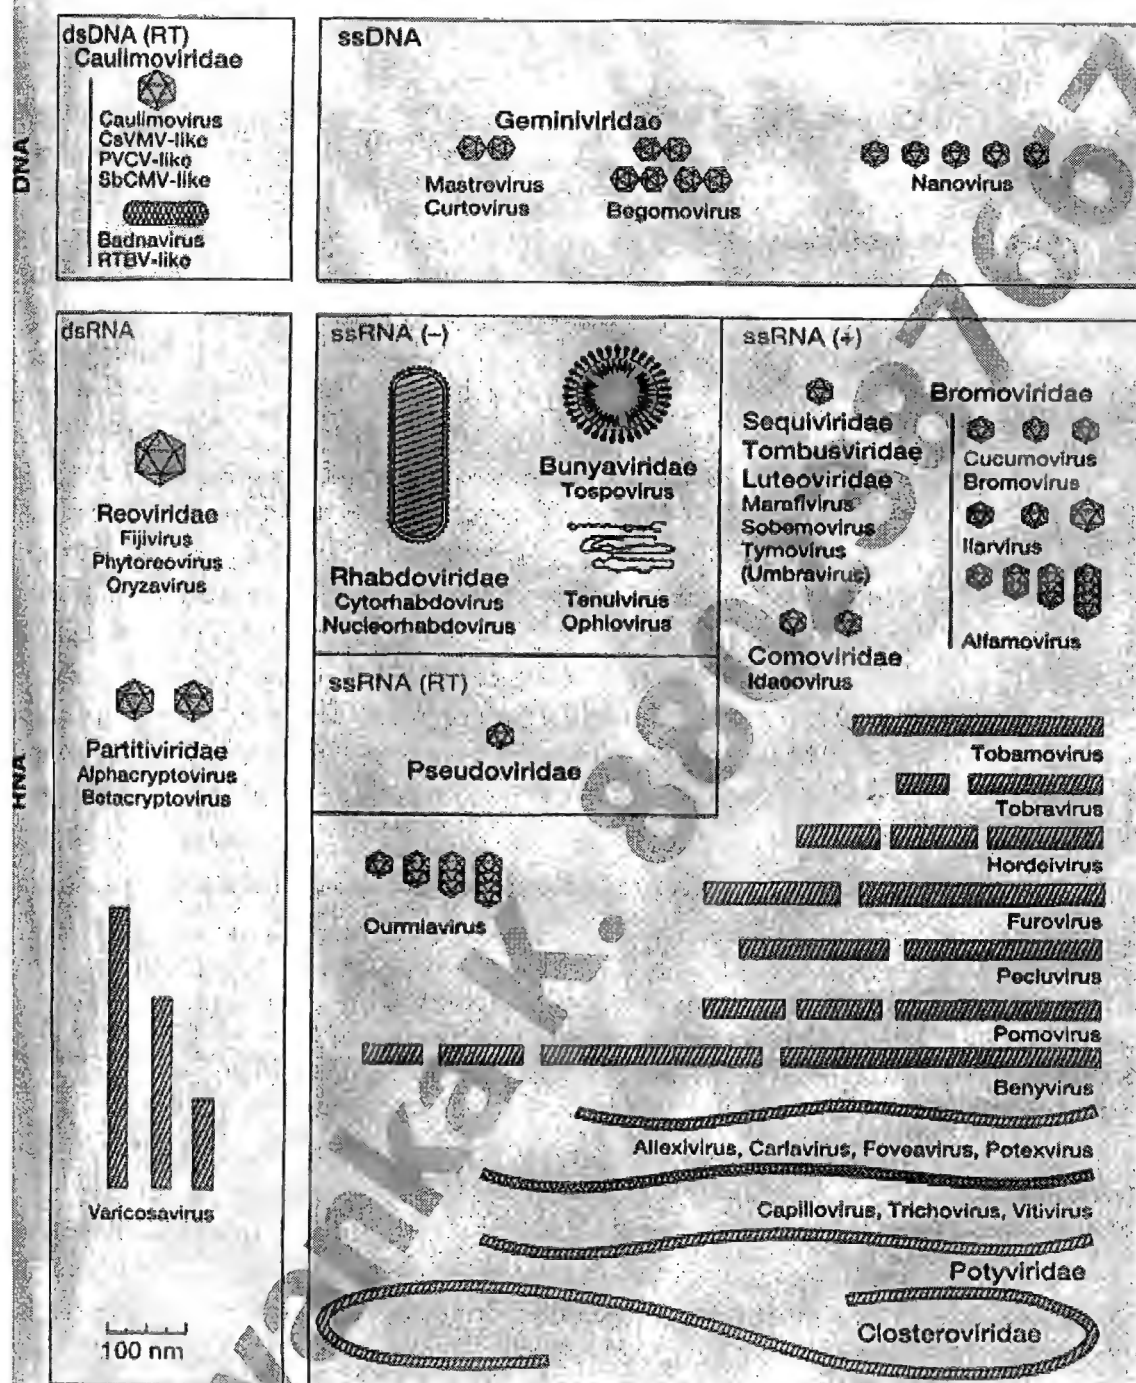 DNA
dsDNA (RT)
Caulimoviridae
Caulimovirus
CsVMV-like
PVCV-like
SbCMV-like
Badnavirus
RTBV-like
ssDNA
Geminiviridae
Mastrevirus
Curtovirus
Begomovirus
Nanovirus
RNA
dsRNA
Reoviridae
Fijivirus
Phytoreovirus
Oryzavirus
Partitiviridae
Alphacryptovirus
Betacryptovirus
Varicosavirus
100 nm
ssRNA (-)
Rhabdoviridae
Cytorhabdovirus
Nucleorhabdovirus
Bunyaviridae
Tospovirus
Tenuivirus
Ophiovirus
ssRNA (RT)
Pseudoviridae
ssRNA (+)
Sequiviridae
Tombusviridae
Luteoviridae
Marafivirus
Sobemovirus
Tymovirus
(Umbravirus)
Comoviridae
Idaeovirus
Bromoviridae
Cucumovirus
Bromovirus
Ilarvirus
Alfamovirus
Ourmiavirus
Tobamovirus
Tobravirus
Hordeivirus
Furovirus
Pecluvirus
Pomovirus
Benyvirus
Allexivirus, Carlavirus, Foveavirus, Potexvirus
Capillovirus, Trichovirus, Vitivirus
Potyviridae
Closteroviridae